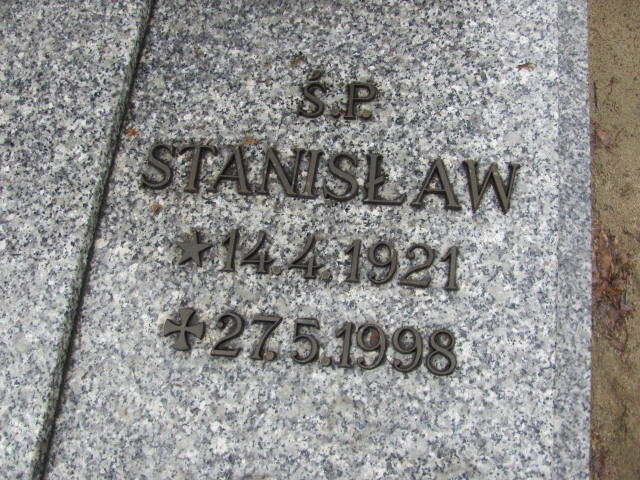 Ś.P.
STANISŁAW
★ 14.4.1921
✠ 27.5.1998